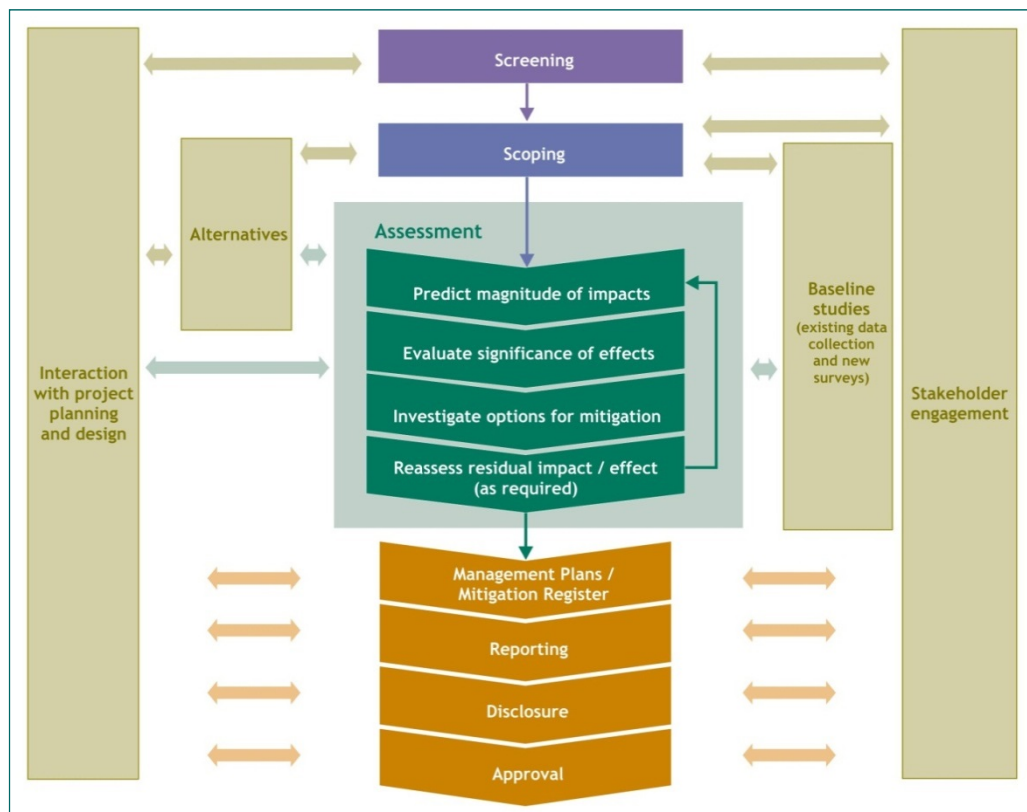 Screening
Scoping
Alternatives
Assessment
Predict magnitude of impacts
Evaluate significance of effects
Investigate options for mitigation
Reassess residual impact / effect
(as required)
Baseline
studies
(existing data
collection
and new
surveys)
Interaction
with project
planning
and design
Stakeholder
engagement
Management Plans /
Mitigation Register
Reporting
Disclosure
Approval